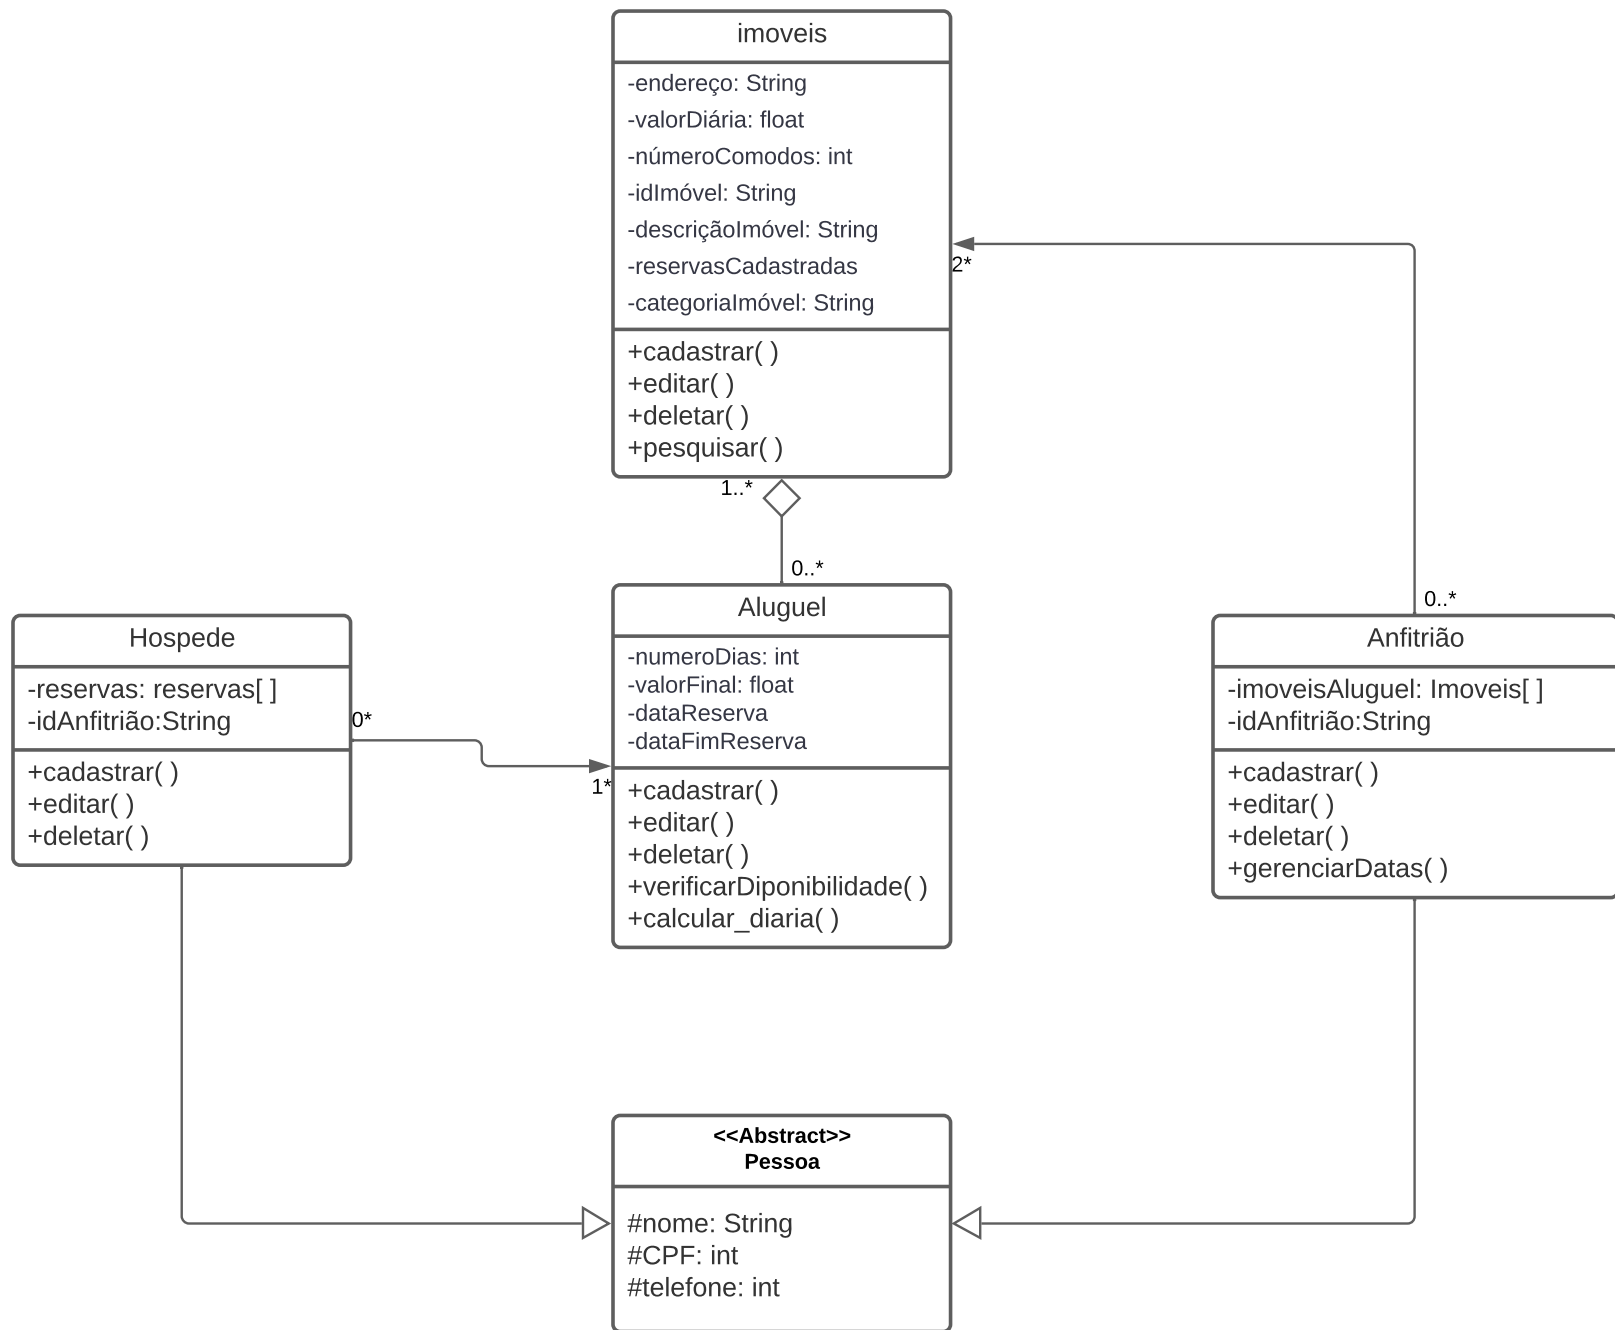 imoveis
-endereço: String
-valorDiária: float
-númeroComodos: int
-idImóvel: String
-descriçãoImóvel: String
-reservasCadastradas
-categoriaImóvel: String
+cadastrar( )
+editar( )
+deletar( )
+pesquisar( )
2*
1..*
0..*
Hospede
-reservas: reservas[ ]
-idAnfitrião:String
+cadastrar( )
+editar( )
+deletar( )
0*
1*
Aluguel
-numeroDias: int
-valorFinal: float
-dataReserva
-dataFimReserva
+cadastrar( )
+editar( )
+deletar( )
+verificarDiponibilidade( )
+calcular_diaria( )
0..*
Anfitrião
-imoveisAluguel: Imoveis[ ]
-idAnfitrião:String
+cadastrar( )
+editar( )
+deletar( )
+gerenciarDatas( )
<<Abstract>>
Pessoa
#nome: String
#CPF: int
#telefone: int